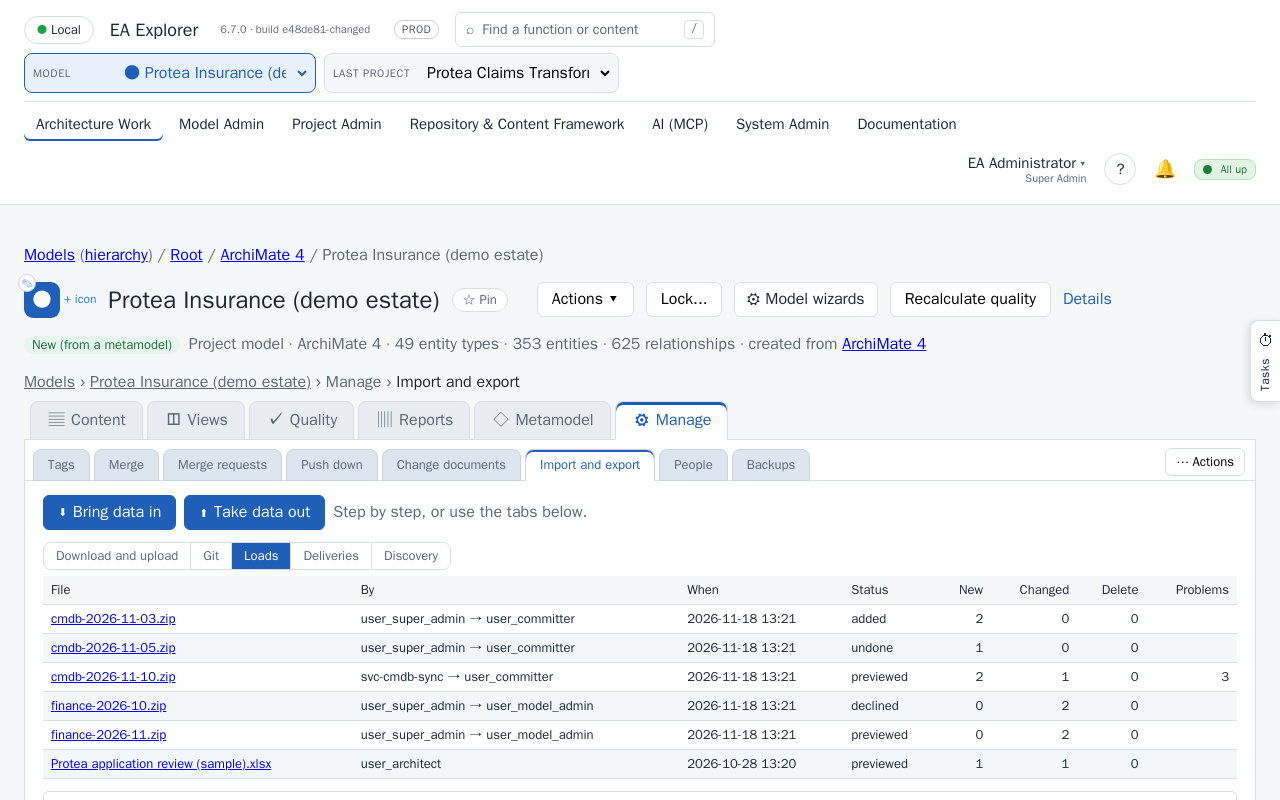 Local EA Explorer 6.7.0 · build e48de81-changed PROD Find a function or content /
MODEL Protea Insurance (de LAST PROJECT Protea Claims Transfor
Architecture Work Model Admin Project Admin Repository & Content Framework AI (MCP) System Admin Documentation
EA Administrator ▾ ? All up
Super Admin
Models (hierarchy) / Root / ArchiMate 4 / Protea Insurance (demo estate)
+ icon Protea Insurance (demo estate) ☆ Pin Actions ▾ Lock... ⚙ Model wizards Recalculate quality Details
New (from a metamodel) Project model · ArchiMate 4 · 49 entity types · 353 entities · 625 relationships · created from ArchiMate 4
Tasks
Models › Protea Insurance (demo estate) › Manage › Import and export
Content Views Quality Reports Metamodel Manage
Tags Merge Merge requests Push down Change documents Import and export People Backups ⋯ Actions
Bring data in Take data out Step by step, or use the tabs below.
Download and upload Git Loads Deliveries Discovery
File By When Status New Changed Delete Problems
cmdb-2026-11-03.zip user_super_admin → user_committer 2026-11-18 13:21 added 2 0 0
cmdb-2026-11-05.zip user_super_admin → user_committer 2026-11-18 13:21 undone 1 0 0
cmdb-2026-11-10.zip svc-cmdb-sync → user_committer 2026-11-18 13:21 previewed 2 1 0 3
finance-2026-10.zip user_super_admin → user_model_admin 2026-11-18 13:21 declined 0 2 0
finance-2026-11.zip user_super_admin → user_model_admin 2026-11-18 13:21 previewed 0 2 0
Protea application review (sample).xlsx user_architect 2026-10-28 13:20 previewed 1 1 0